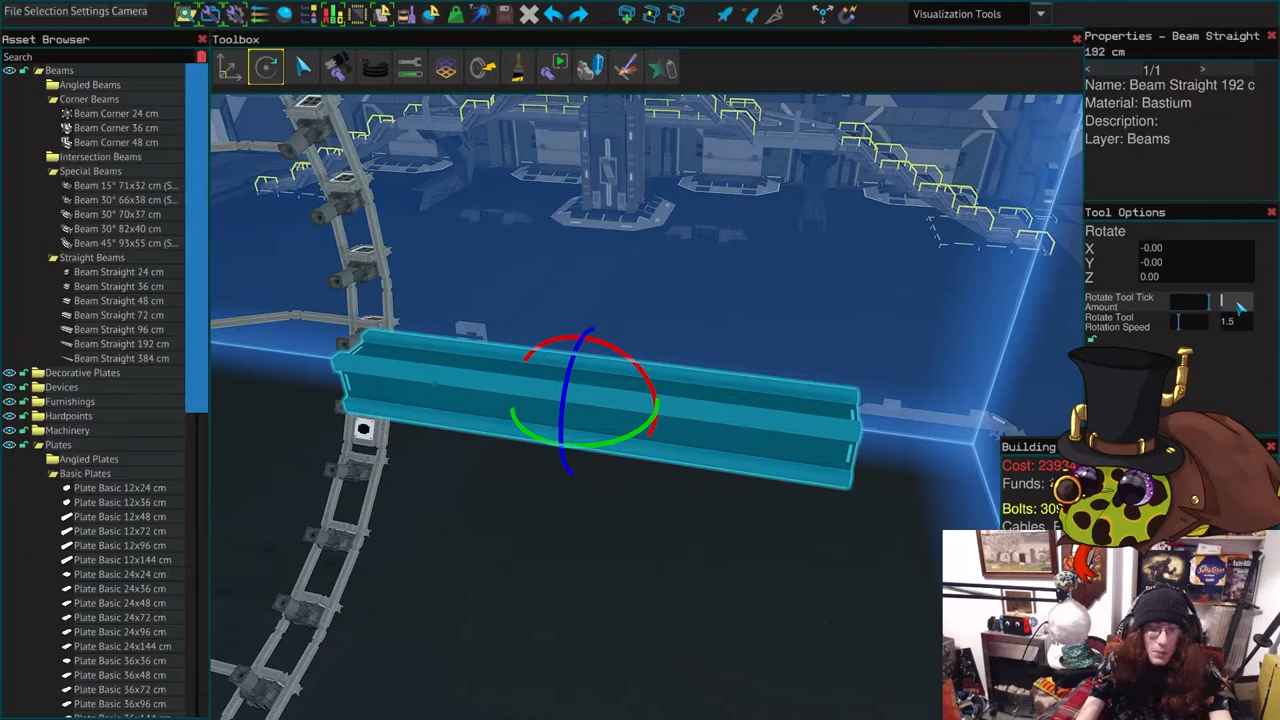 File Selection Settings Camera
Visualization Tools
Asset Browser
Toolbox
Search
Beams
Angled Beams
Corner Beams
Beam Corner 24 cm
Beam Corner 36 cm
Beam Corner 48 cm
Intersection Beams
Special Beams
Beam 15° 71x32 cm (S...
Beam 30° 66x38 cm (S...
Beam 30° 70x37 cm
Beam 30° 82x40 cm
Beam 45° 93x55 cm (S...
Straight Beams
Beam Straight 24 cm
Beam Straight 36 cm
Beam Straight 48 cm
Beam Straight 72 cm
Beam Straight 96 cm
Beam Straight 192 cm
Beam Straight 384 cm
Decorative Plates
Devices
Furnishings
Hardpoints
Machinery
Plates
Angled Plates
Basic Plates
Plate Basic 12x24 cm
Plate Basic 12x36 cm
Plate Basic 12x48 cm
Plate Basic 12x72 cm
Plate Basic 12x96 cm
Plate Basic 12x144 cm
Plate Basic 24x24 cm
Plate Basic 24x36 cm
Plate Basic 24x48 cm
Plate Basic 24x72 cm
Plate Basic 24x96 cm
Plate Basic 24x144 cm
Plate Basic 36x36 cm
Plate Basic 36x48 cm
Plate Basic 36x72 cm
Plate Basic 36x96 cm
Properties - Beam Straight
192 cm
< 1/1 >
Name: Beam Straight 192 c
Material: Bastium
Description:
Layer: Beams
Tool Options
Rotate
X -0.00
Y -0.00
Z 0.00
Rotate Tool Tick
Amount
Rotate Tool
Rotation Speed 1.5
Building
Cost: 23934
Funds:
Bolts: 309
Cables,